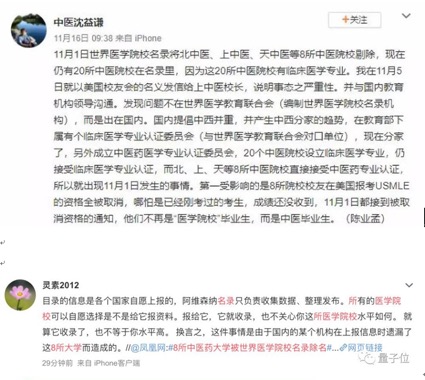 中医沈益谦
+关注
11月16日 09:38 来自 iPhone
11月1日世界医学院校名录将北中医、上中医、天中医等8所中医院校剔除，现在
仍有20所中医院校在名录里，因为这20所中医院校有临床医学专业。我在11月5
日就以美国校友会的名义发信给上中医校长，说明事态之严重性。并与国内教育
机构领导沟通。发现问题不在世界医学教育联合会（编制世界医学院校名录机
构），而是出在国内。国内提倡中西并重，并产生中西分家的趋势，在教育部下
属有个临床医学专业认证委员会（与世界医学教育联合会对口单位），现在分家
了，另外成立中医药医学专业认证委员会，20个中医院校设立临床医学专业，仍
接受临床医学专业认证，而北、上、天等8所中医院校直接接受中医药专业认证，
所以就出现11月1日发生的事情。第一受影响的是8所院校校友在美国报考USMLE
的资格全被取消，哪怕是已经刚考过的考生，成绩还没收到，11月1日都接到被取
消资格的通知，他们不再是“医学院校”毕业生，而是中医毕业生。（陈业孟）
灵素2012
目录的信息是各个国家自愿上报的，阿维森纳名录只负责收集数据、整理发布。所有的医学院
校可以自愿选择是不是给它报资料。报给它，它就收录，也不关心你这所医学院校水平如何。就
算它收录了，也不等于你水平高。 换言之，这件事情是由于国内的某个机构在上报信息时遗漏了
这8所大学而造成的。//@凤凰网:#8所中医药大学被世界医学院校名录除名#...网页链接
29分钟前 来自 iPhone客户端
量子位